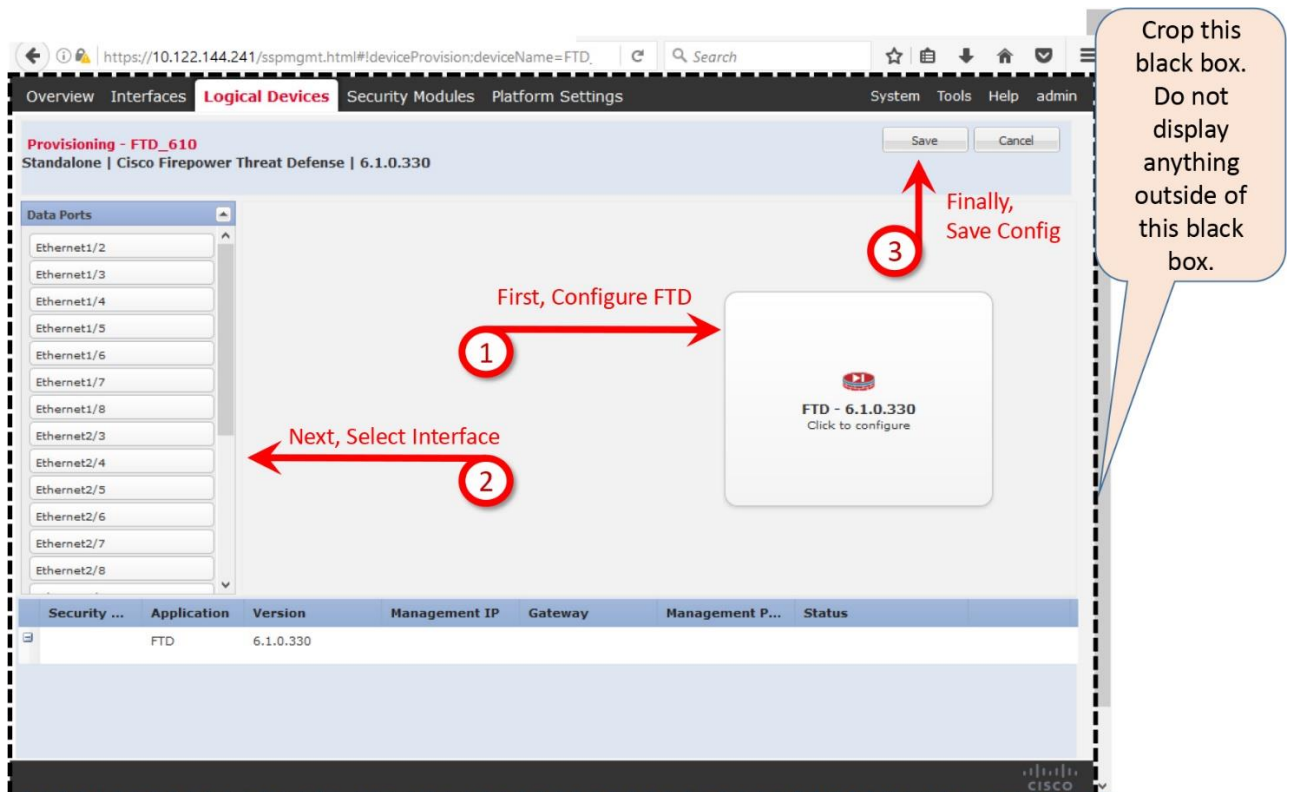 https://10.122.144.241/sspmgmt.html#!deviceProvision;deviceName=FTD_
Search
Overview Interfaces Logical Devices Security Modules Platform Settings System Tools Help admin
Provisioning - FTD_610
Standalone | Cisco Firepower Threat Defense | 6.1.0.330
Save Cancel
Data Ports
Ethernet1/2
Ethernet1/3
Ethernet1/4
Ethernet1/5
Ethernet1/6
Ethernet1/7
Ethernet1/8
Ethernet2/3
Ethernet2/4
Ethernet2/5
Ethernet2/6
Ethernet2/7
Ethernet2/8
First, Configure FTD
1
Next, Select Interface
2
Finally,
Save Config
3
FTD - 6.1.0.330
Click to configure
Security ... Application Version Management IP Gateway Management P... Status
FTD 6.1.0.330
CISCO
Crop this
black box.
Do not
display
anything
outside of
this black
box.